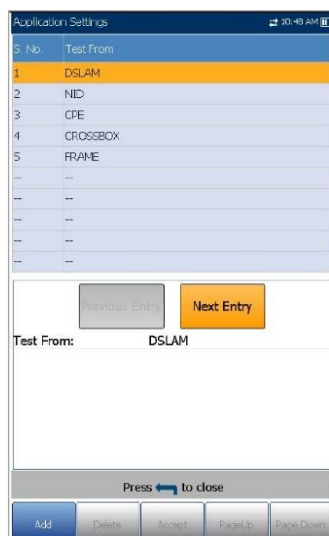 Application Settings 10:48 AM
S. No. Test From
1 DSLAM
2 NID
3 CPE
4 CROSSBOX
5 FRAME
-- --
-- --
-- --
-- --
-- --
Previous Entry Next Entry
Test From: DSLAM
Press to close
Add Delete Accept PageUp Page Down